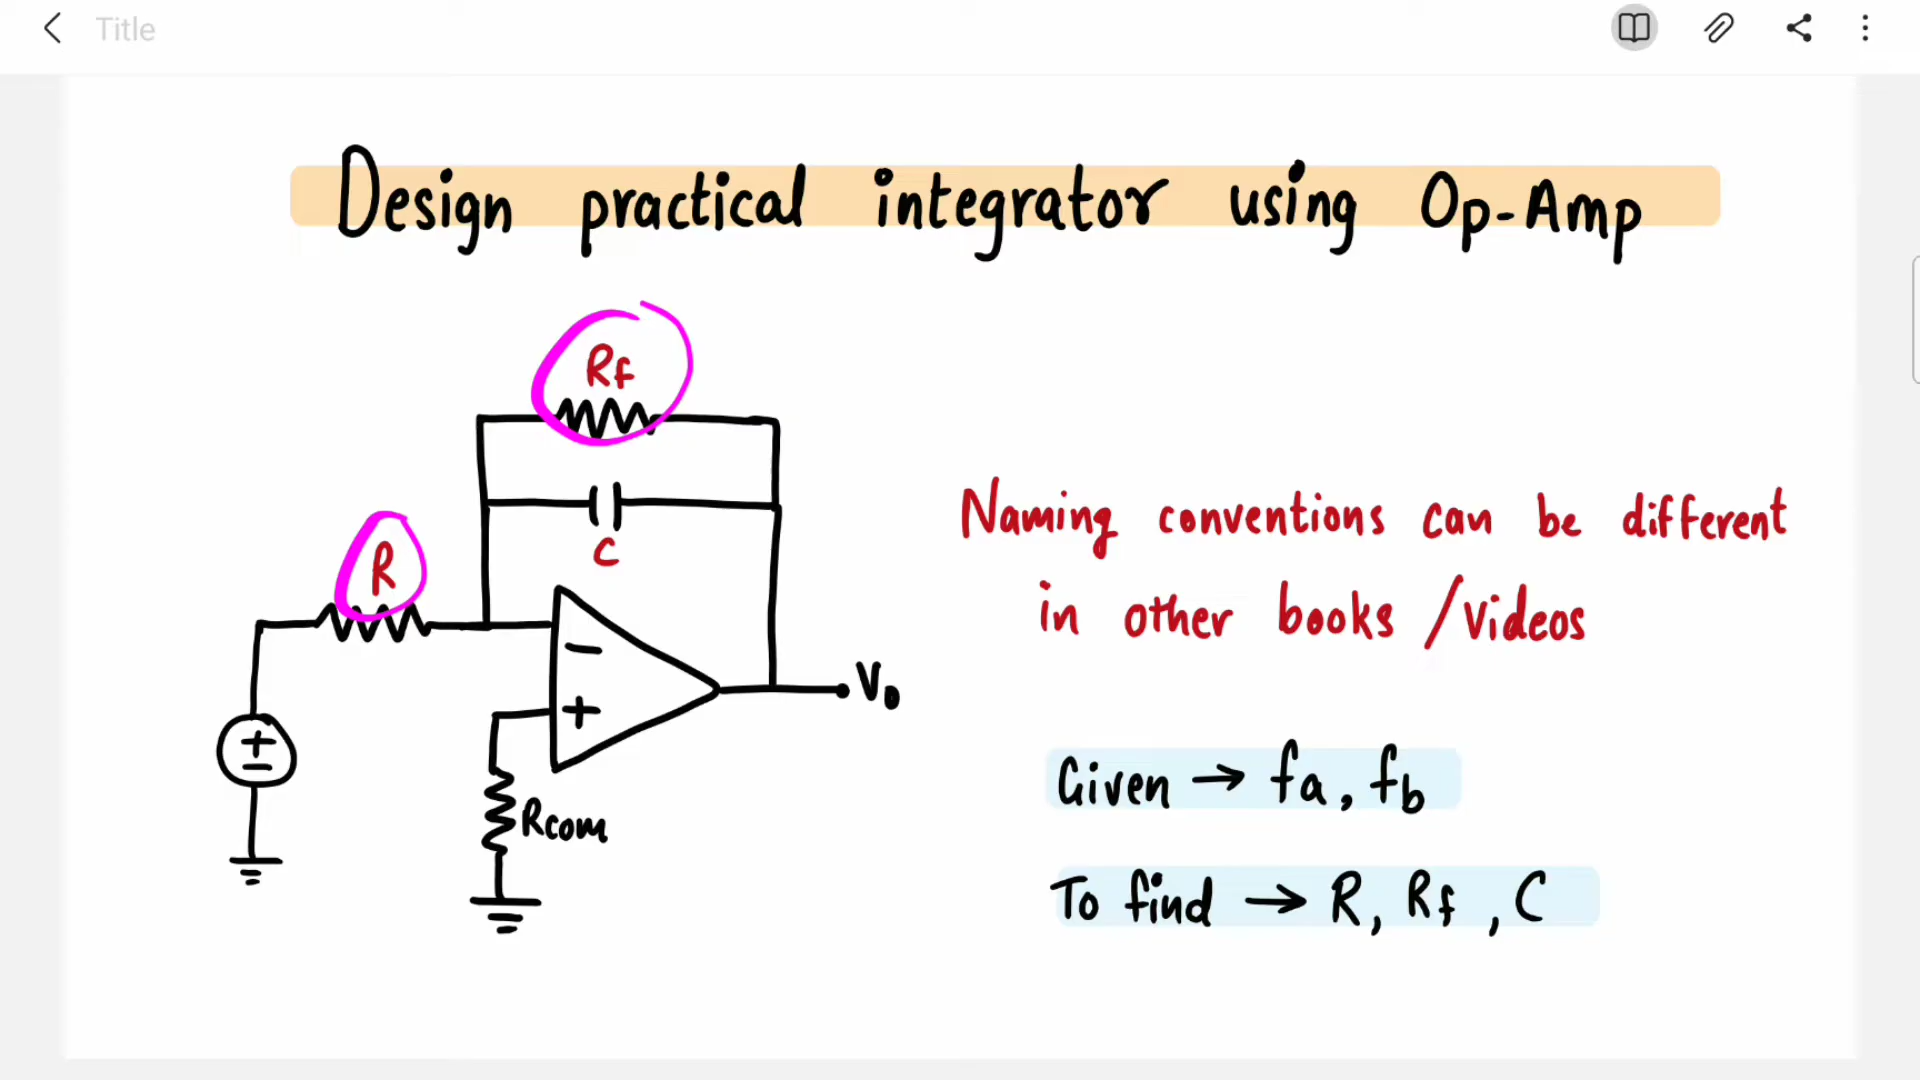 Title
Design practical integrator using Op-Amp
Rf
C
R
Naming conventions can be different
in other books / Videos
Vo
Rcom
Given → fa, fb
To find → R, Rf, C